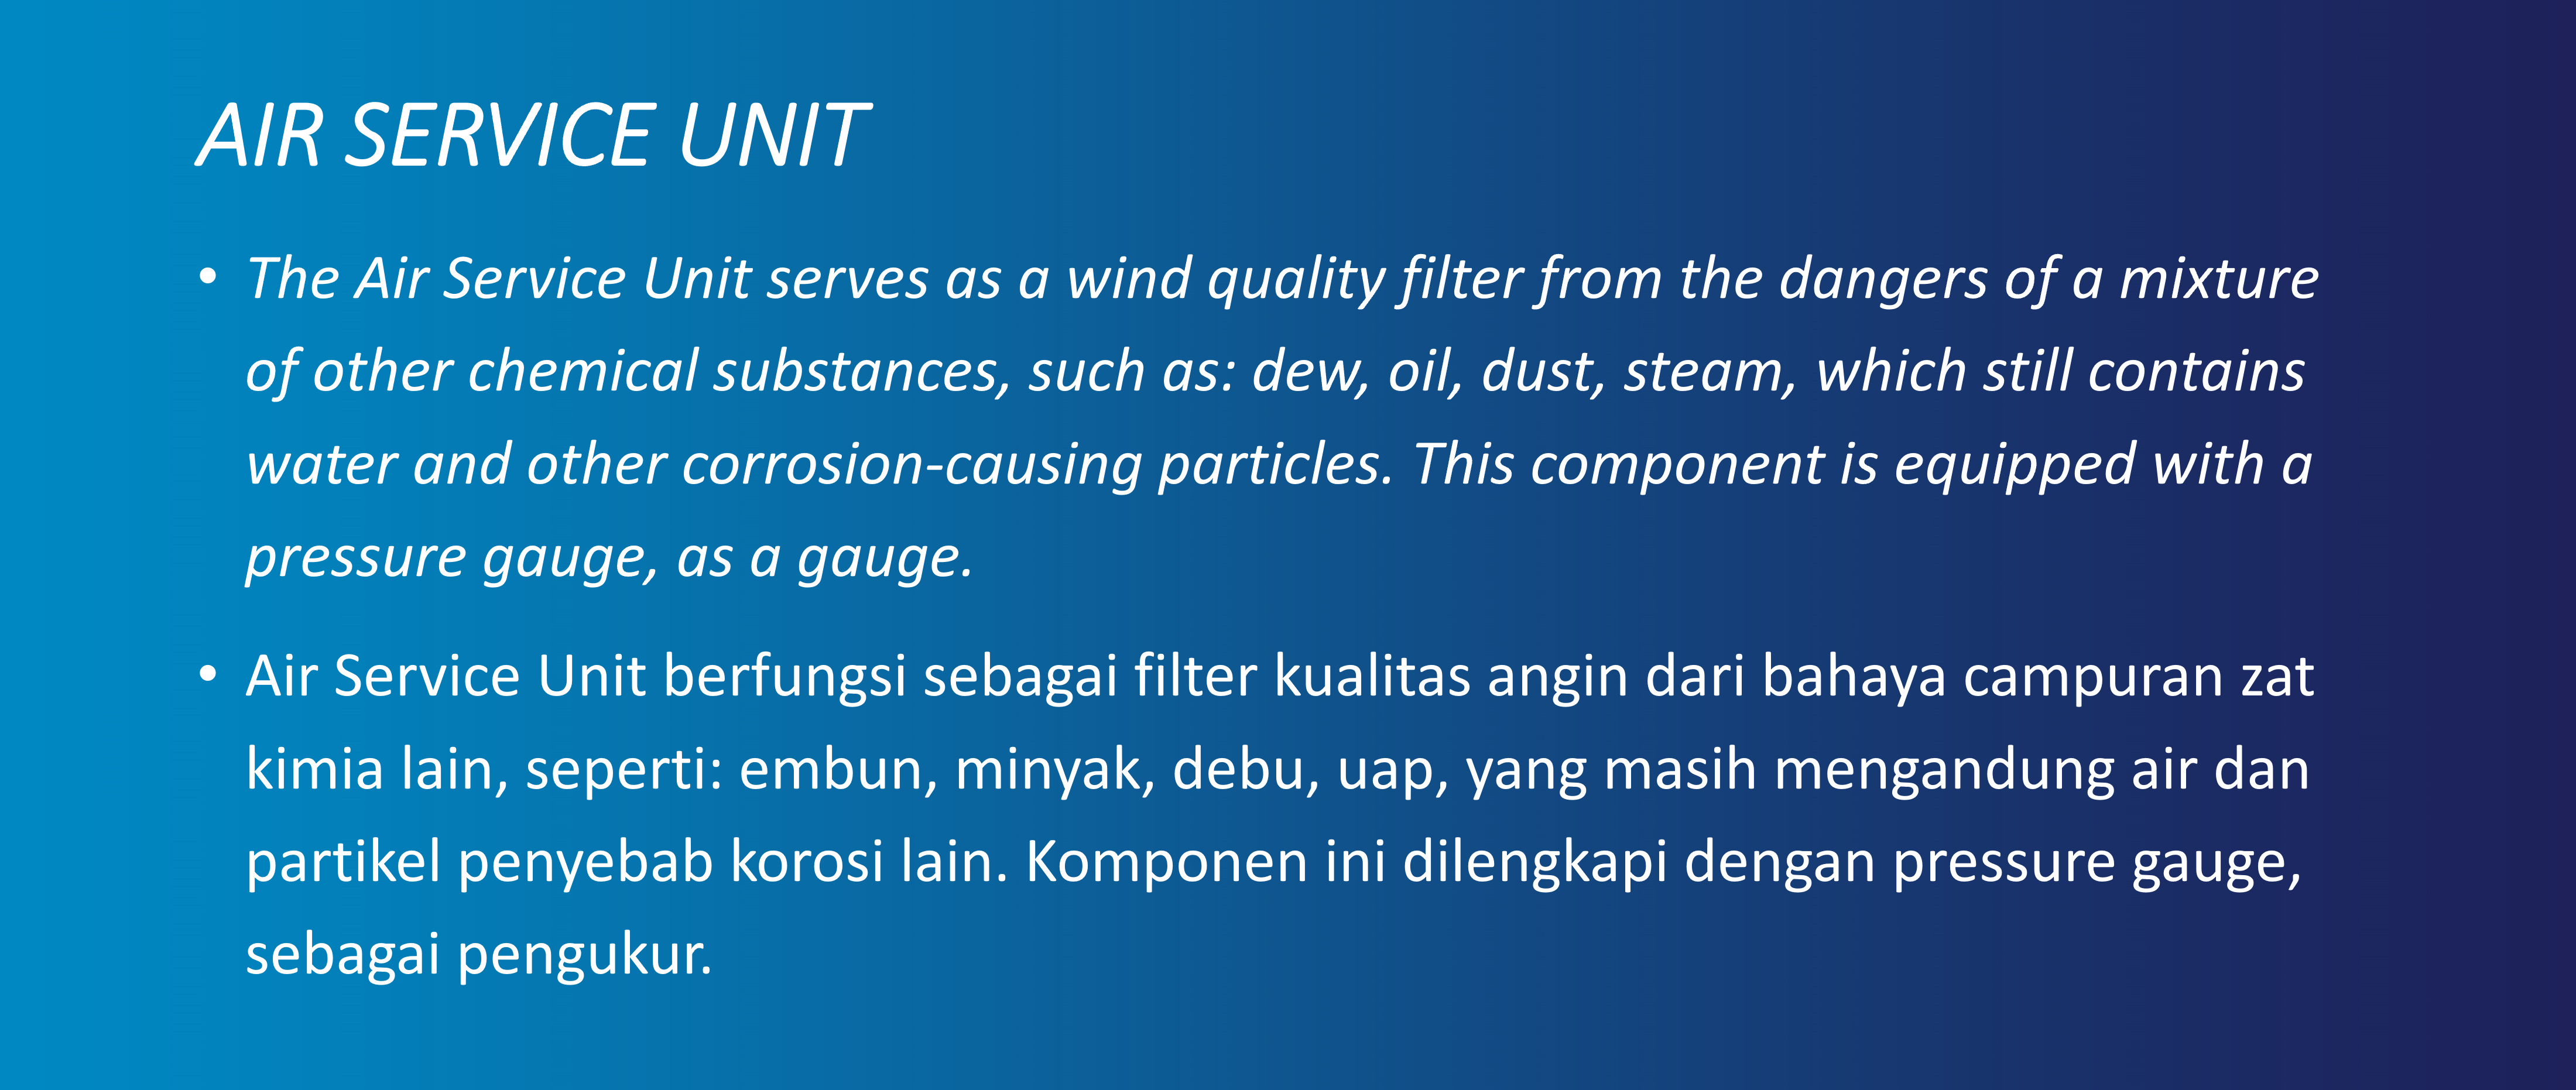 AIR SERVICE UNIT
• The Air Service Unit serves as a wind quality filter from the dangers of a mixture
of other chemical substances, such as: dew, oil, dust, steam, which still contains
water and other corrosion-causing particles. This component is equipped with a
pressure gauge, as a gauge.
• Air Service Unit berfungsi sebagai filter kualitas angin dari bahaya campuran zat
kimia lain, seperti: embun, minyak, debu, uap, yang masih mengandung air dan
partikel penyebab korosi lain. Komponen ini dilengkapi dengan pressure gauge,
sebagai pengukur.